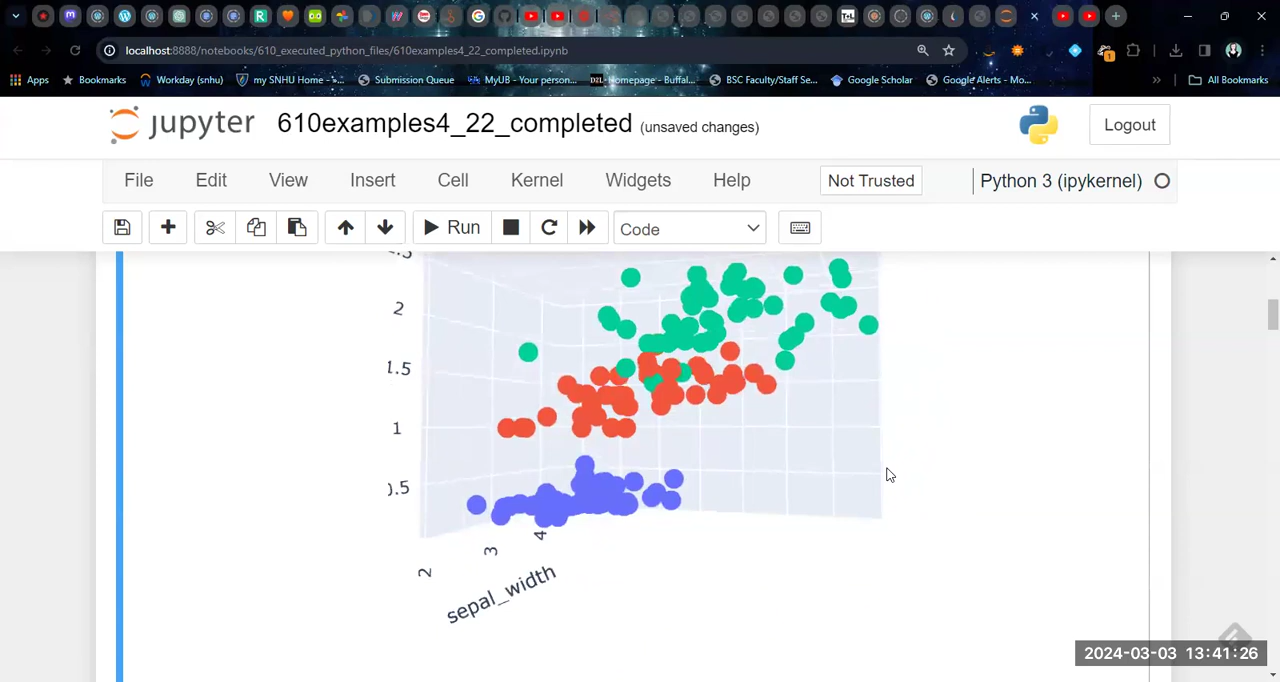 localhost:8888/notebooks/610_executed_python_files/610examples4_22_completed.ipynb
Apps Bookmarks Workday (snhu) my SNHU Home -... Submission Queue MyUB - Your person... D2L Homepage - Buffal... BSC Faculty/Staff Se... Google Scholar Google Alerts - Mo... » All Bookmarks
jupyter 610examples4_22_completed (unsaved changes) Logout
File Edit View Insert Cell Kernel Widgets Help Not Trusted Python 3 (ipykernel)
Run Code
2
1.5
1
0.5
4
3
2
sepal_width
2024-03-03 13:41:26